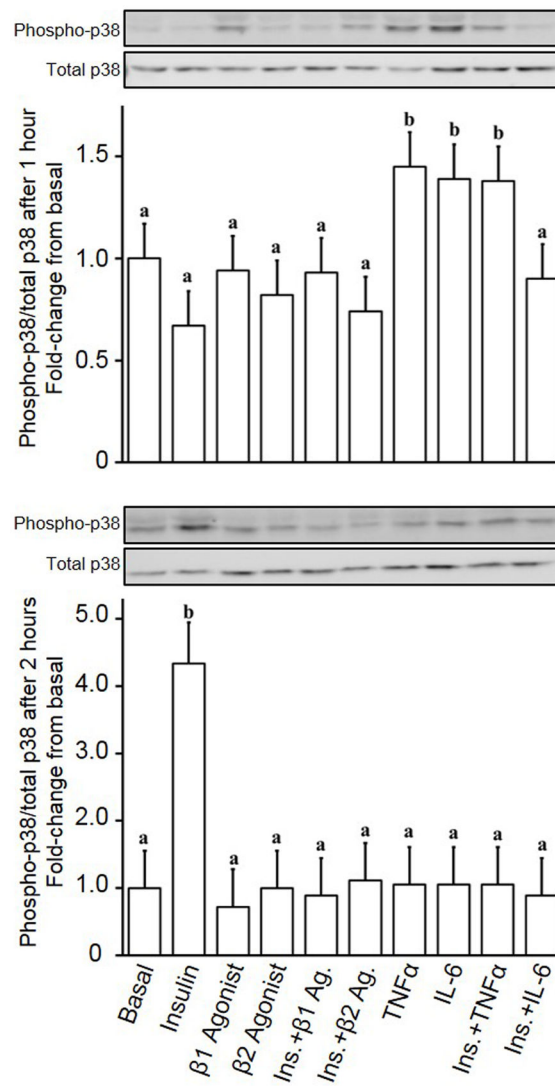 Phospho-p38
Total p38
Phospho-p38/total p38 after 1 hour
Fold-change from basal
1.5
1.0
0.5
0
a
a
a
a
a
a
b
b
b
a
Phospho-p38
Total p38
Phospho-p38/total p38 after 2 hours
Fold-change from basal
5.0
4.0
3.0
2.0
1.0
0
a
b
a
a
a
a
a
a
a
a
Basal
Insulin
β1 Agonist
β2 Agonist
Ins.+β1 Ag.
Ins.+β2 Ag.
TNFα
IL-6
Ins.+TNFα
Ins.+IL-6